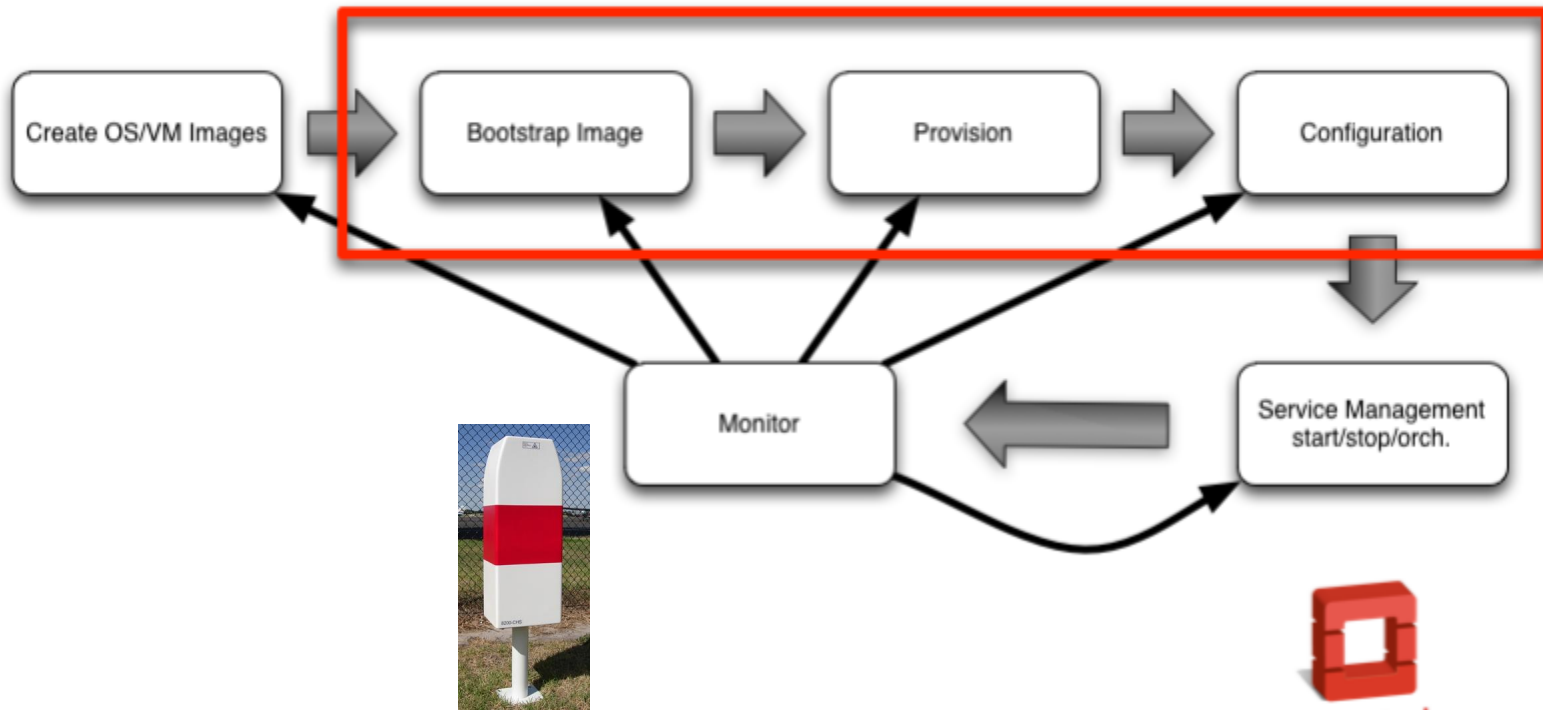 Create OS/VM Images
Bootstrap Image
Provision
Configuration
Monitor
Service Management
start/stop/orch.